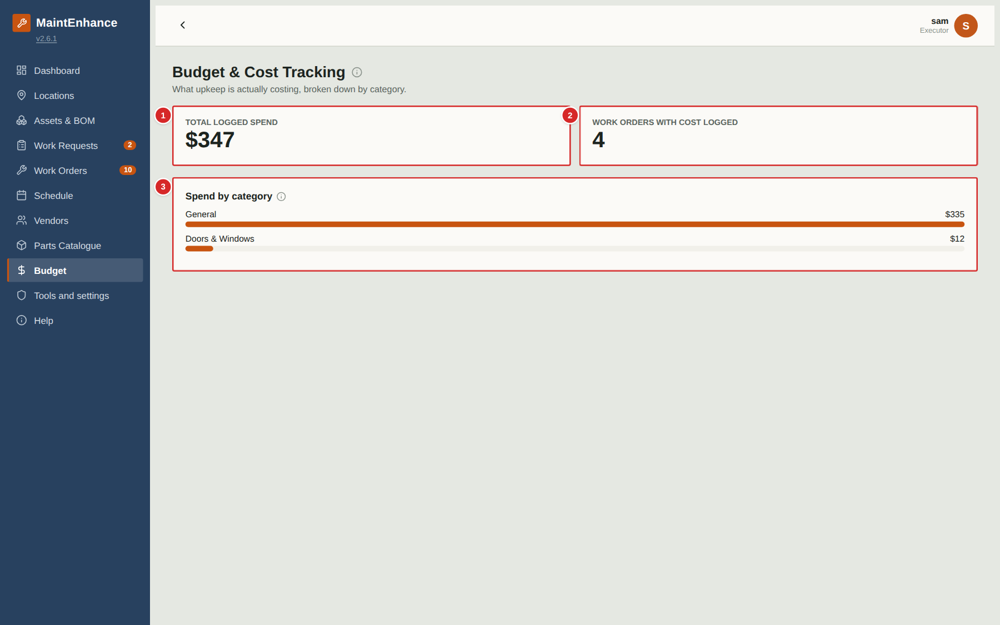 MaintEnhance
v2.6.1
Dashboard
Locations
Assets & BOM
Work Requests 2
Work Orders 10
Schedule
Vendors
Parts Catalogue
Budget
Tools and settings
Help
sam
Executor
S
Budget & Cost Tracking
What upkeep is actually costing, broken down by category.
1
TOTAL LOGGED SPEND
$347
2
WORK ORDERS WITH COST LOGGED
4
3
Spend by category
General $335
Doors & Windows $12